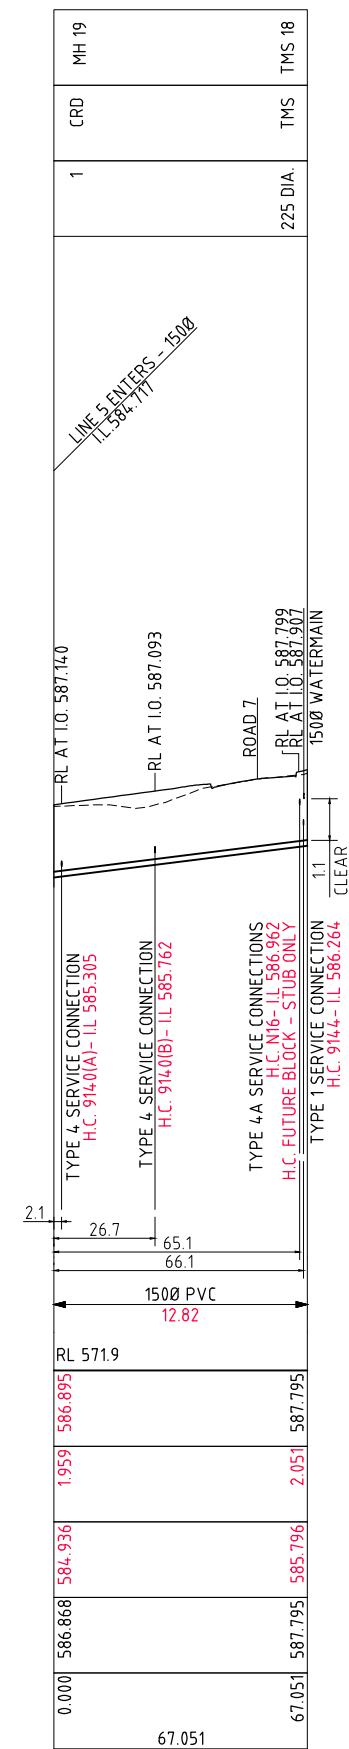 MH 19
TMS 18
CRD
TMS
1
225 DIA.
LINE 5 ENTERS - 150Ø
I.L.584.717
RL AT I.O. 587.140
RL AT I.O. 587.093
ROAD 7
RL AT I.O. 587.799
RL AT I.O. 587.907
150Ø WATERMAIN
1.1
CLEAR
TYPE 4 SERVICE CONNECTION
H.C. 9140(A)- I.L 585.305
TYPE 4 SERVICE CONNECTION
H.C. 9140(B)- I.L 585.762
TYPE 4A SERVICE CONNECTIONS
H.C. N16- I.L 586.962
H.C. FUTURE BLOCK - STUB ONLY
TYPE 1 SERVICE CONNECTION
H.C. 9144- I.L 586.264
2.1
26.7
65.1
66.1
150Ø PVC
12.82
RL 571.9
586.895
587.795
1.959
2.051
584.936
585.796
586.868
587.795
0.000
67.051
67.051